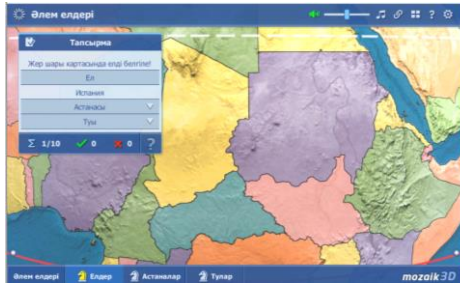 Әлем елдері
Тапсырма
Жер шары картасында елді белгіле!
Ел
Испания
Астанасы
Туы
Σ 1/10 0 0 ?
Әлем елдері Елдер Астаналар Тулар mozaik3D